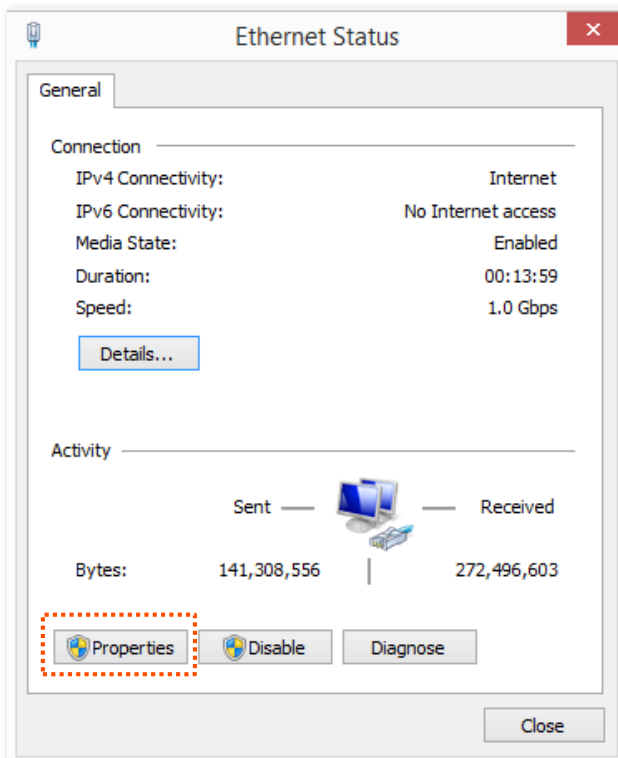 Ethernet Status
General
Connection
IPv4 Connectivity: Internet
IPv6 Connectivity: No Internet access
Media State: Enabled
Duration: 00:13:59
Speed: 1.0 Gbps
Details...
Activity
Sent Received
Bytes: 141,308,556 272,496,603
Properties Disable Diagnose
Close